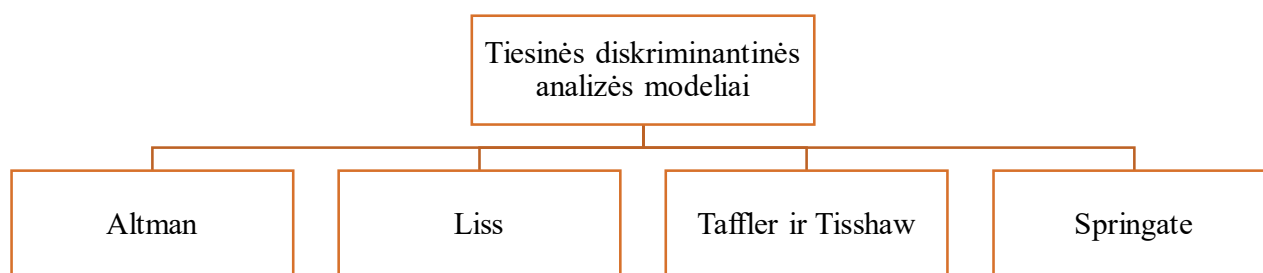 Tiesinės diskriminantinės
analizės modeliai
Altman
Liss
Taffler ir Tisshaw
Springate